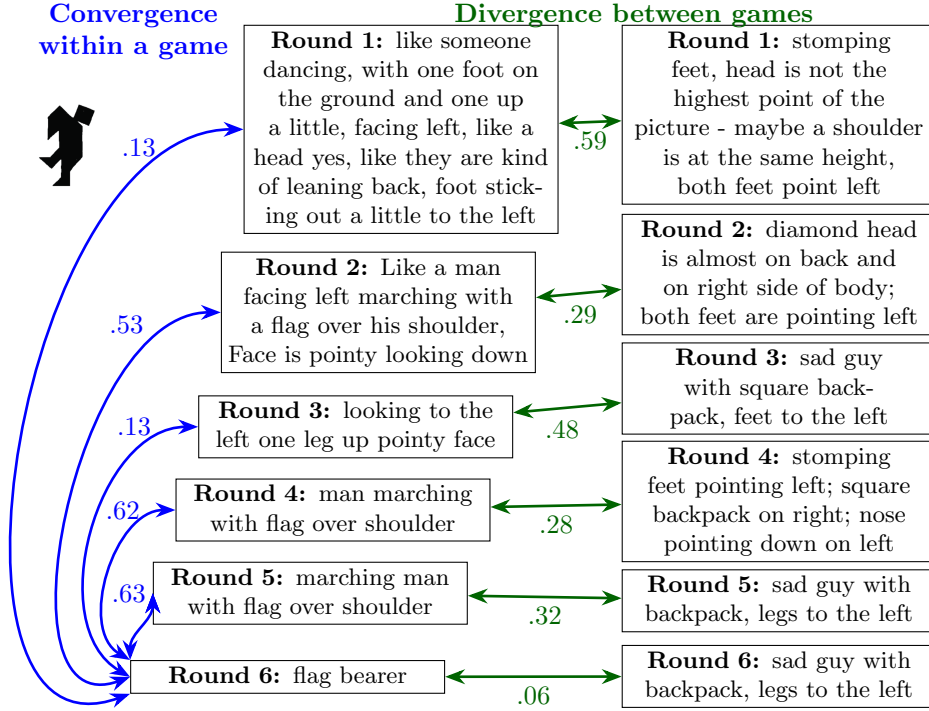 Convergence
within a game
Divergence between games
Round 1: like someone
dancing, with one foot on
the ground and one up
a little, facing left, like a
head yes, like they are kind
of leaning back, foot stick-
ing out a little to the left
.13
.59
Round 1: stomping
feet, head is not the
highest point of the
picture - maybe a shoulder
is at the same height,
both feet point left
Round 2: Like a man
facing left marching with
a flag over his shoulder,
Face is pointy looking down
.53
.29
Round 2: diamond head
is almost on back and
on right side of body;
both feet are pointing left
Round 3: looking to the
left one leg up pointy face
.13
.48
Round 3: sad guy
with square back-
pack, feet to the left
Round 4: man marching
with flag over shoulder
.62
.28
Round 4: stomping
feet pointing left; square
backpack on right; nose
pointing down on left
Round 5: marching man
with flag over shoulder
.63
.32
Round 5: sad guy with
backpack, legs to the left
Round 6: flag bearer
.06
Round 6: sad guy with
backpack, legs to the left